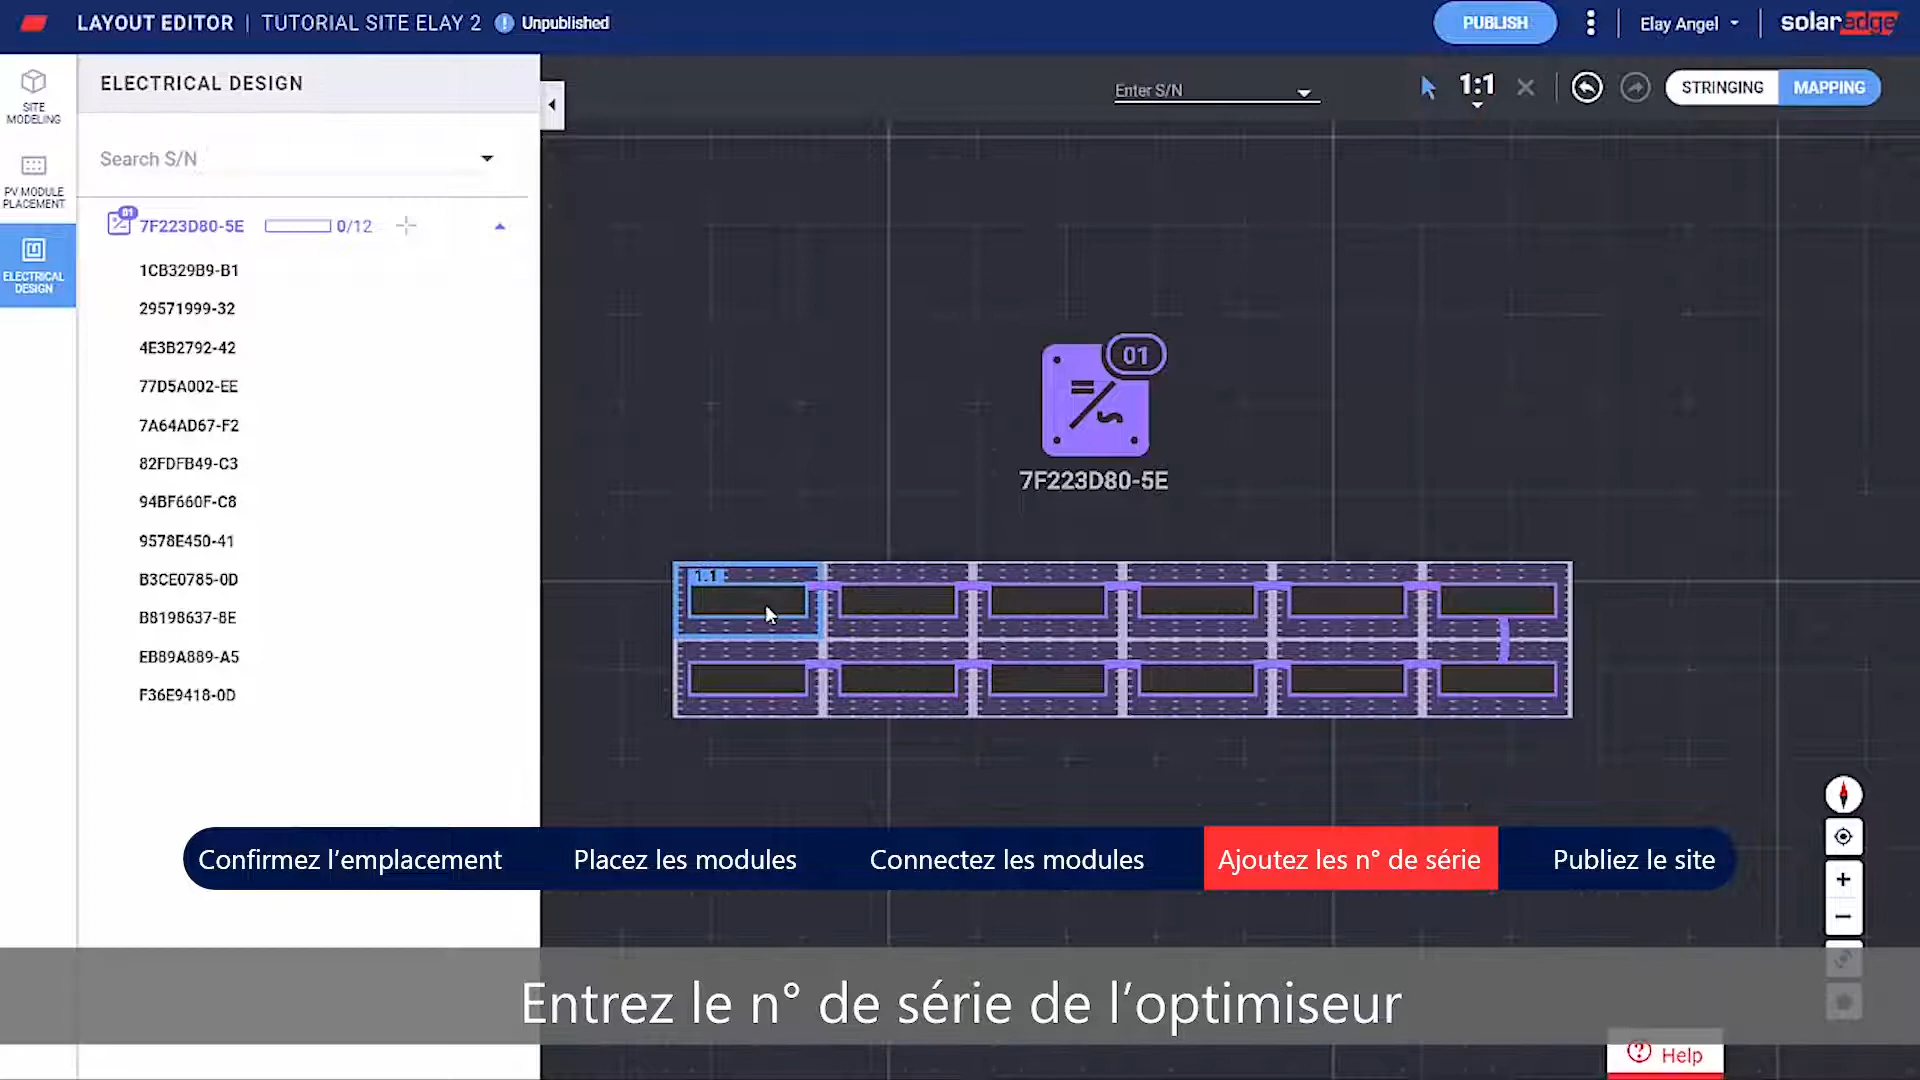 LAYOUT EDITOR | TUTORIAL SITE ELAY 2 ! Unpublished
PUBLISH
Elay Angel
solaredge
SITE
MODELING
PV MODULE
PLACEMENT
ELECTRICAL
DESIGN
ELECTRICAL DESIGN
Search S/N
01
7F223D80-5E 0/12
1CB329B9-B1
29571999-32
4E3B2792-42
77D5A002-EE
7A64AD67-F2
82FDFB49-C3
94BF660F-C8
9578E450-41
B3CE0785-0D
B8198637-8E
EB89A889-A5
F36E9418-0D
Enter S/N
1:1
STRINGING
MAPPING
01
7F223D80-5E
1.1
Confirmez l’emplacement
Placez les modules
Connectez les modules
Ajoutez les n° de série
Publiez le site
Entrez le n° de série de l’optimiseur
? Help